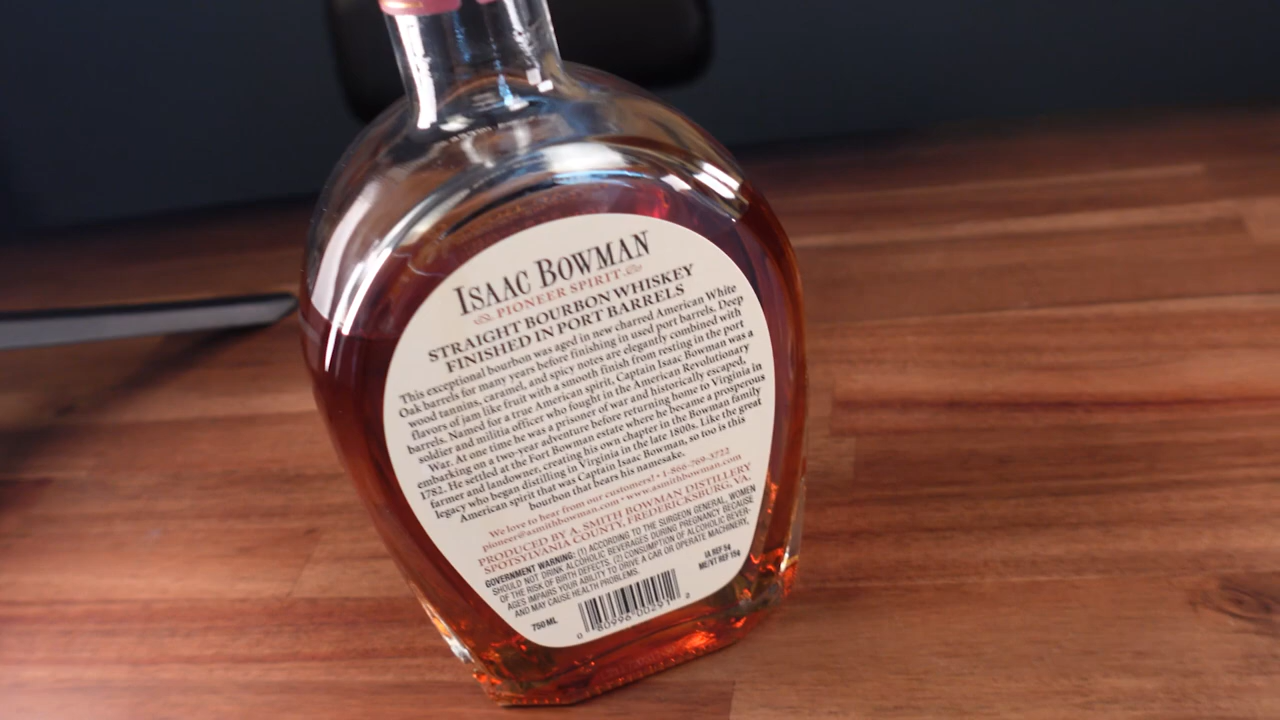 ISAAC BOWMAN
PIONEER SPIRIT
STRAIGHT BOURBON WHISKEY
FINISHED IN PORT BARRELS
This exceptional bourbon was aged in new charred American White
Oak barrels for many years before finishing in used port barrels. Deep
wood tannins, caramel, and spicy notes are elegantly combined with
flavors of jam like fruit with a smooth finish from resting in the port
barrels. Named for a true American spirit, Captain Isaac Bowman was a
soldier and militia officer who fought in the American Revolutionary
War. At one time he was a prisoner of war and historically escaped,
embarking on a two-year adventure before returning home to Virginia in
1782. He settled at the Fort Bowman estate where he became a prosperous
farmer and landowner, creating his own chapter in the Bowman family
legacy who began distilling in Virginia in the late 1800s. Like the great
American spirit that was Captain Isaac Bowman, so too is this
bourbon that bears his namesake.
We love to hear from our customers! • 1-866-769-3722
pioneer@asmithbowman.com • www.asmithbowman.com
PRODUCED BY A. SMITH BOWMAN DISTILLERY
SPOTSYLVANIA COUNTY, FREDERICKSBURG, VA.
GOVERNMENT WARNING: (1) ACCORDING TO THE SURGEON GENERAL, WOMEN
SHOULD NOT DRINK ALCOHOLIC BEVERAGES DURING PREGNANCY BECAUSE
OF THE RISK OF BIRTH DEFECTS. (2) CONSUMPTION OF ALCOHOLIC BEVER-
AGES IMPAIRS YOUR ABILITY TO DRIVE A CAR OR OPERATE MACHINERY,
AND MAY CAUSE HEALTH PROBLEMS.
IA REF 5¢
ME/VT REF 15¢
750 ML
0 80996 00291 2